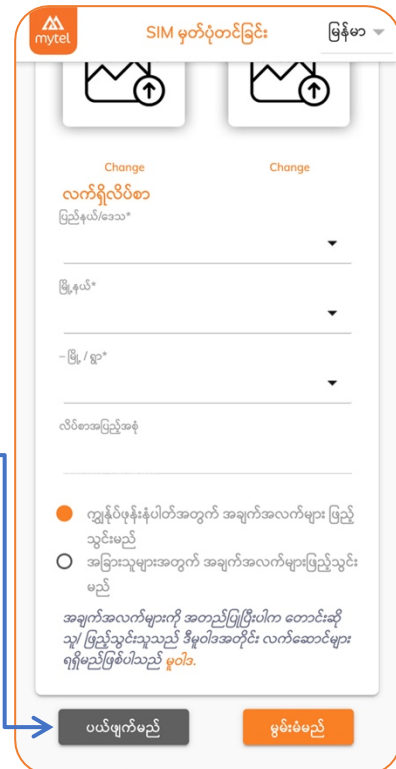 mytel
SIM မှတ်ပုံတင်ခြင်း
မြန်မာ
Change
Change
လက်ရှိလိပ်စာ
ပြည်နယ်/ဒေသ*
မြို့နယ်*
– မြို့ / ရွာ*
လိပ်စာအပြည့်အစုံ
ကျွန်ုပ်ဖုန်းနံပါတ်အတွက် အချက်အလက်များ ဖြည့်
သွင်းမည်
အခြားသူများအတွက် အချက်အလက်များဖြည့်သွင်း
မည်
အချက်အလက်များကို အတည်ပြုပြီးပါက တောင်းဆို
သူ/ ဖြည့်သွင်းသူသည် ဒီမူဝါဒအတိုင်း လက်ဆောင်များ
ရရှိမည်ဖြစ်ပါသည် မူဝါဒ.
ပယ်ဖျက်မည်
မွမ်းမံမည်